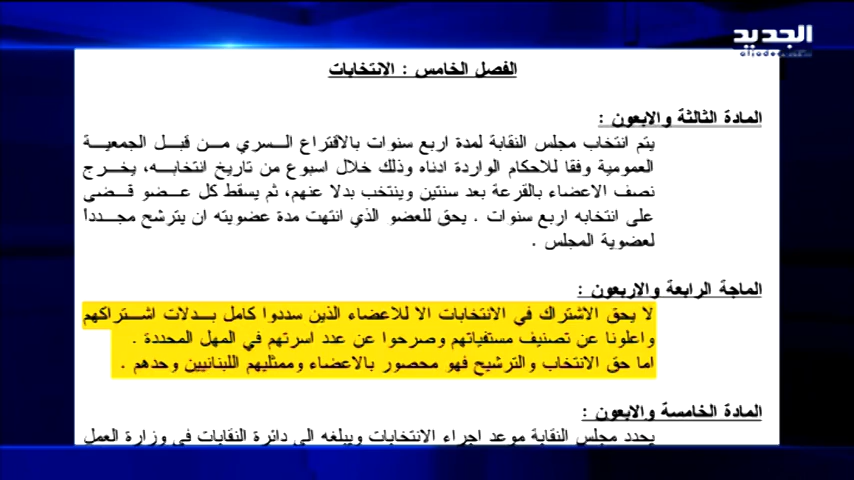 الجديد
aljadeed
الفصل الخامس : الانتخابات
المادة الثالثة والابعون :
يتم انتخاب مجلس النقابة لمدة اربع سنوات بالاقتراع السري من قبل الجمعية
العمومية وفقا للاحكام الواردة ادناه وذلك خلال اسبوع من تاريخ انتخابه، يخرج
نصف الاعضاء بالقرعة بعد سنتين وينتخب بدلا عنهم، ثم يسقط كل عضو قضى
على انتخابه اربع سنوات . يحق للعضو الذي انتهت مدة عضويته ان يترشح مجدداً
لعضوية المجلس .
الماجة الرابعة والاربعون :
لا يحق الاشتراك في الانتخابات الا للاعضاء الذين سددوا كامل بدلات اشتراكهم
واعلونا عن تصنيف مستفياتهم وصرحوا عن عدد اسرتهم في المهل المحددة .
اما حق الانتخاب والترشيح فهو محصور بالاعضاء وممثليهم اللبنانيين وحدهم .
المادة الخامسة والابعون :
يحدد مجلس النقابة موعد اجراء الانتخابات ويبلغه الى دائرة النقابات في وزارة العمل